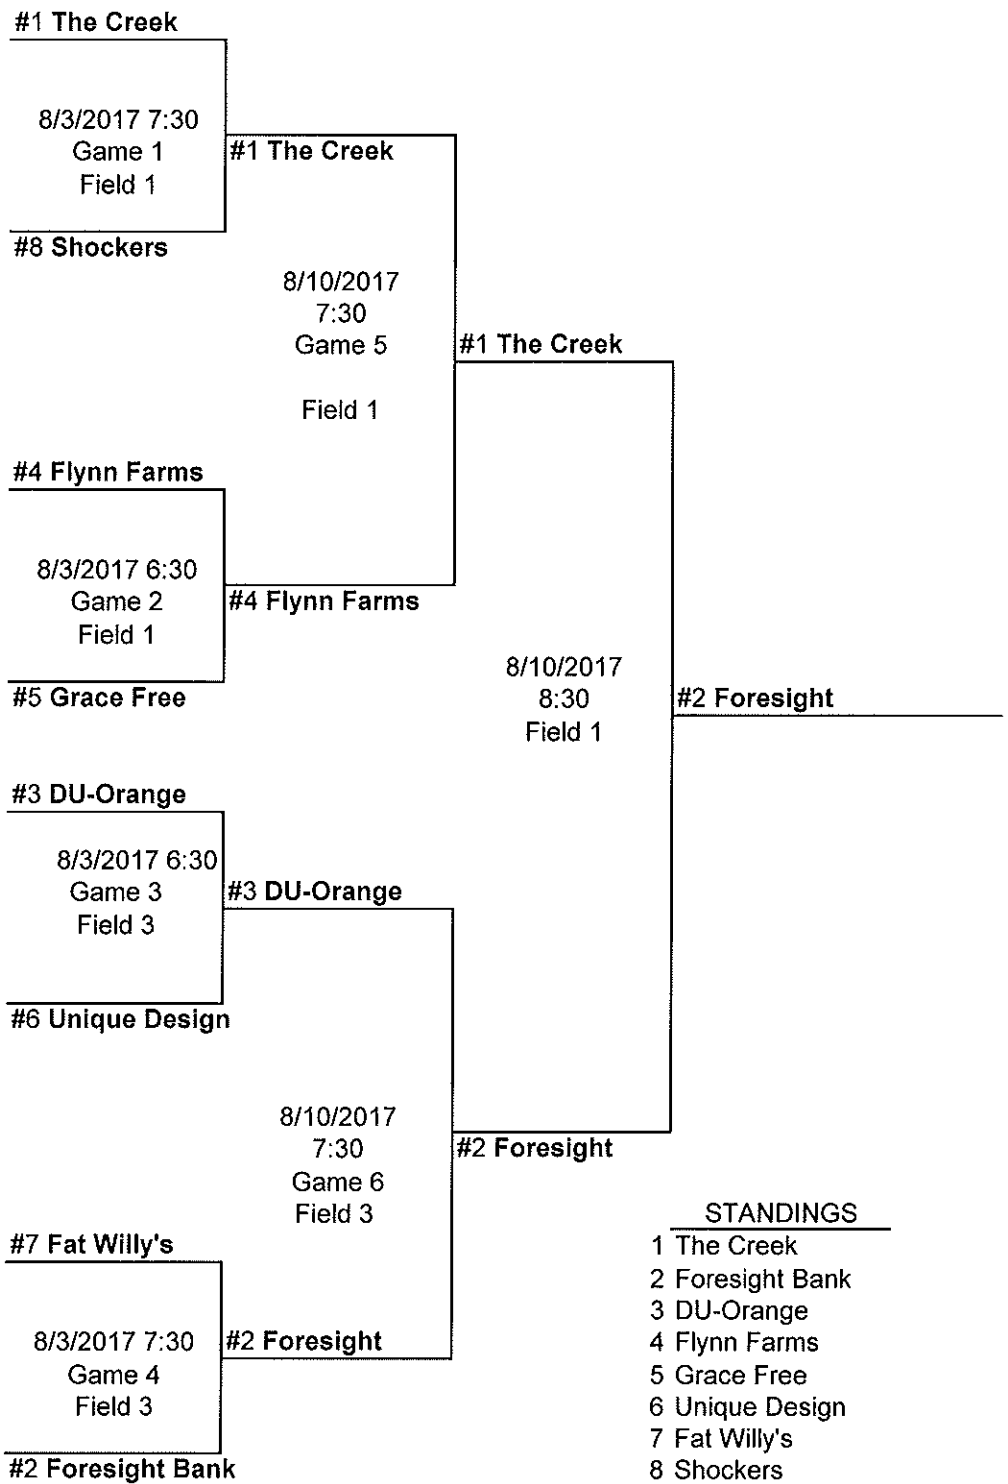 #1 The Creek
8/3/2017 7:30
Game 1
Field 1
#1 The Creek
#8 Shockers
8/10/2017
7:30
Game 5
Field 1
#1 The Creek
#4 Flynn Farms
8/3/2017 6:30
Game 2
Field 1
#4 Flynn Farms
#5 Grace Free
8/10/2017
8:30
Field 1
#2 Foresight
#3 DU-Orange
8/3/2017 6:30
Game 3
Field 3
#3 DU-Orange
#6 Unique Design
8/10/2017
7:30
Game 6
Field 3
#2 Foresight
#7 Fat Willy's
8/3/2017 7:30
Game 4
Field 3
#2 Foresight
#2 Foresight Bank
STANDINGS
1 The Creek
2 Foresight Bank
3 DU-Orange
4 Flynn Farms
5 Grace Free
6 Unique Design
7 Fat Willy's
8 Shockers